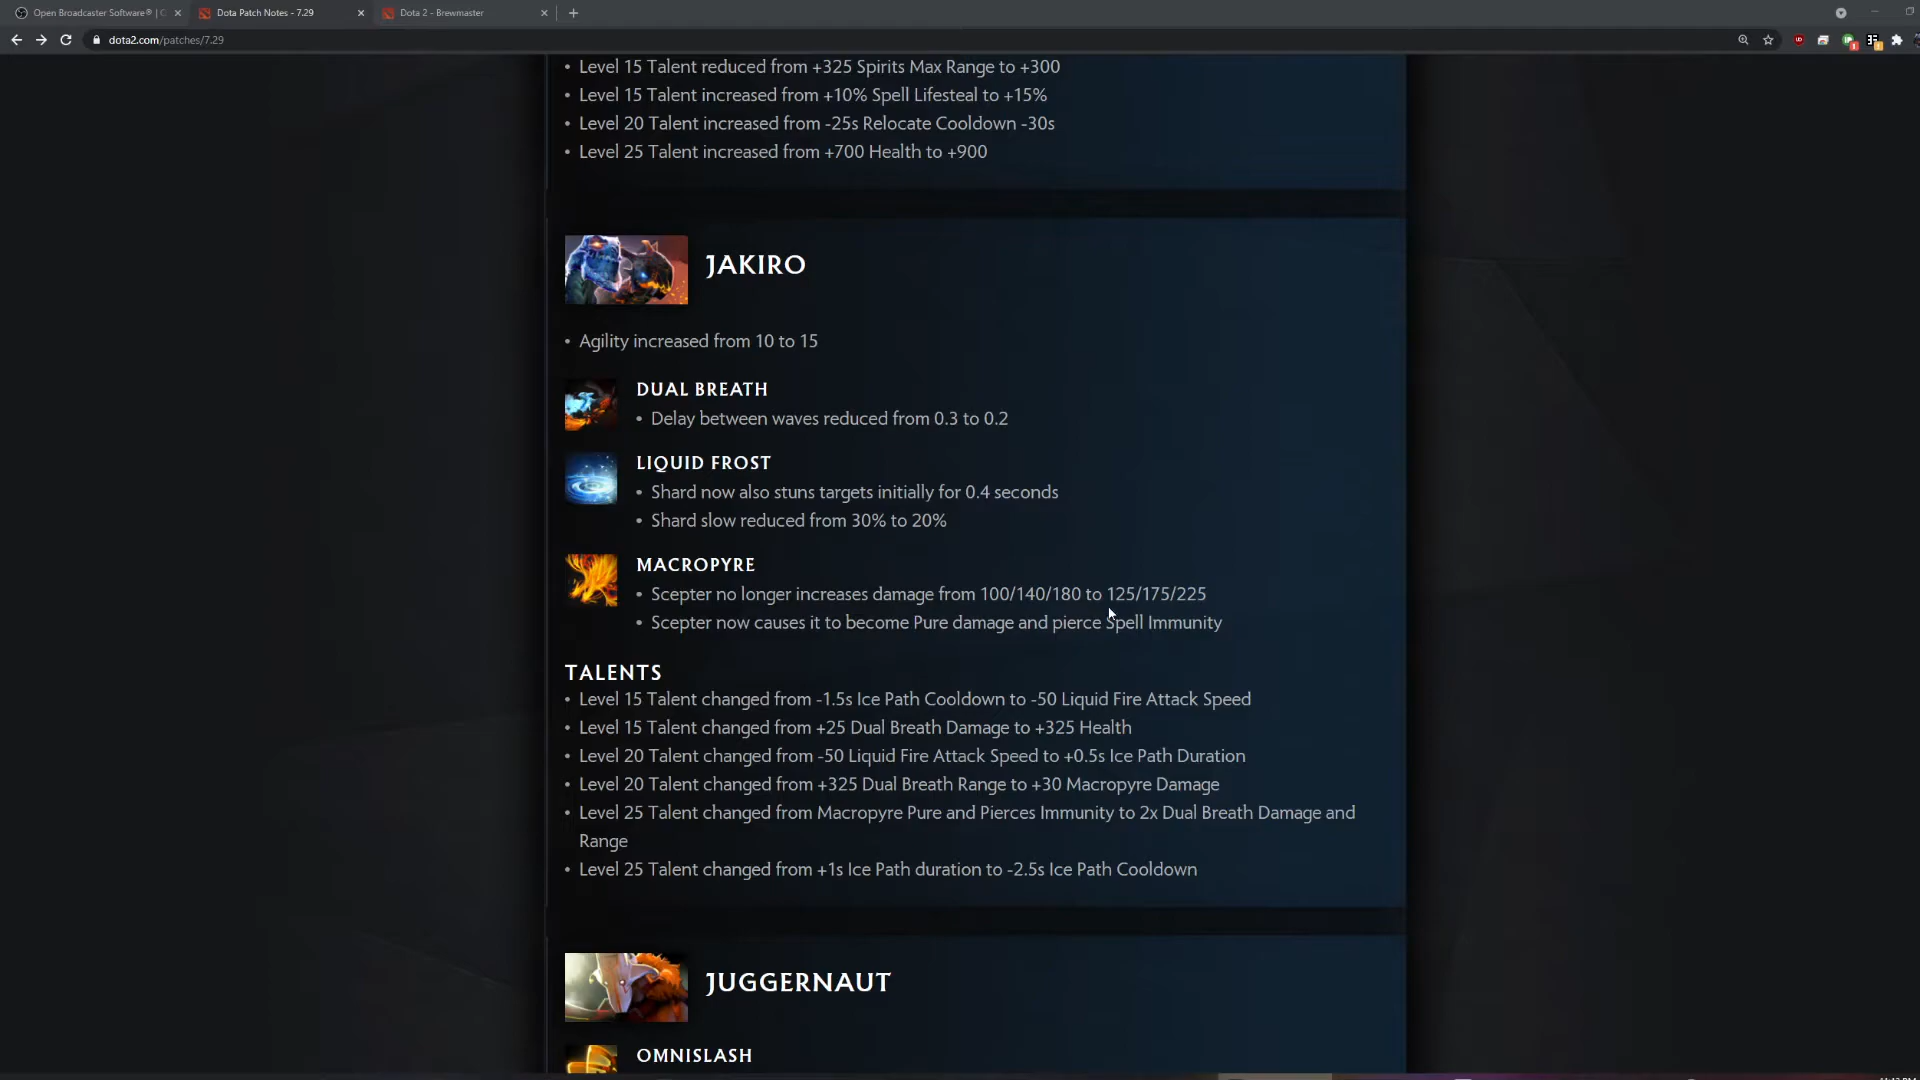 Open Broadcaster Software® | 
Dota Patch Notes - 7.29
Dota 2 - Brewmaster
dota2.com/patches/7.29
• Level 15 Talent reduced from +325 Spirits Max Range to +300
• Level 15 Talent increased from +10% Spell Lifesteal to +15%
• Level 20 Talent increased from -25s Relocate Cooldown -30s
• Level 25 Talent increased from +700 Health to +900
JAKIRO
• Agility increased from 10 to 15
DUAL BREATH
• Delay between waves reduced from 0.3 to 0.2
LIQUID FROST
• Shard now also stuns targets initially for 0.4 seconds
• Shard slow reduced from 30% to 20%
MACROPYRE
• Scepter no longer increases damage from 100/140/180 to 125/175/225
• Scepter now causes it to become Pure damage and pierce Spell Immunity
TALENTS
• Level 15 Talent changed from -1.5s Ice Path Cooldown to -50 Liquid Fire Attack Speed
• Level 15 Talent changed from +25 Dual Breath Damage to +325 Health
• Level 20 Talent changed from -50 Liquid Fire Attack Speed to +0.5s Ice Path Duration
• Level 20 Talent changed from +325 Dual Breath Range to +30 Macropyre Damage
• Level 25 Talent changed from Macropyre Pure and Pierces Immunity to 2x Dual Breath Damage and
Range
• Level 25 Talent changed from +1s Ice Path duration to -2.5s Ice Path Cooldown
JUGGERNAUT
OMNISLASH